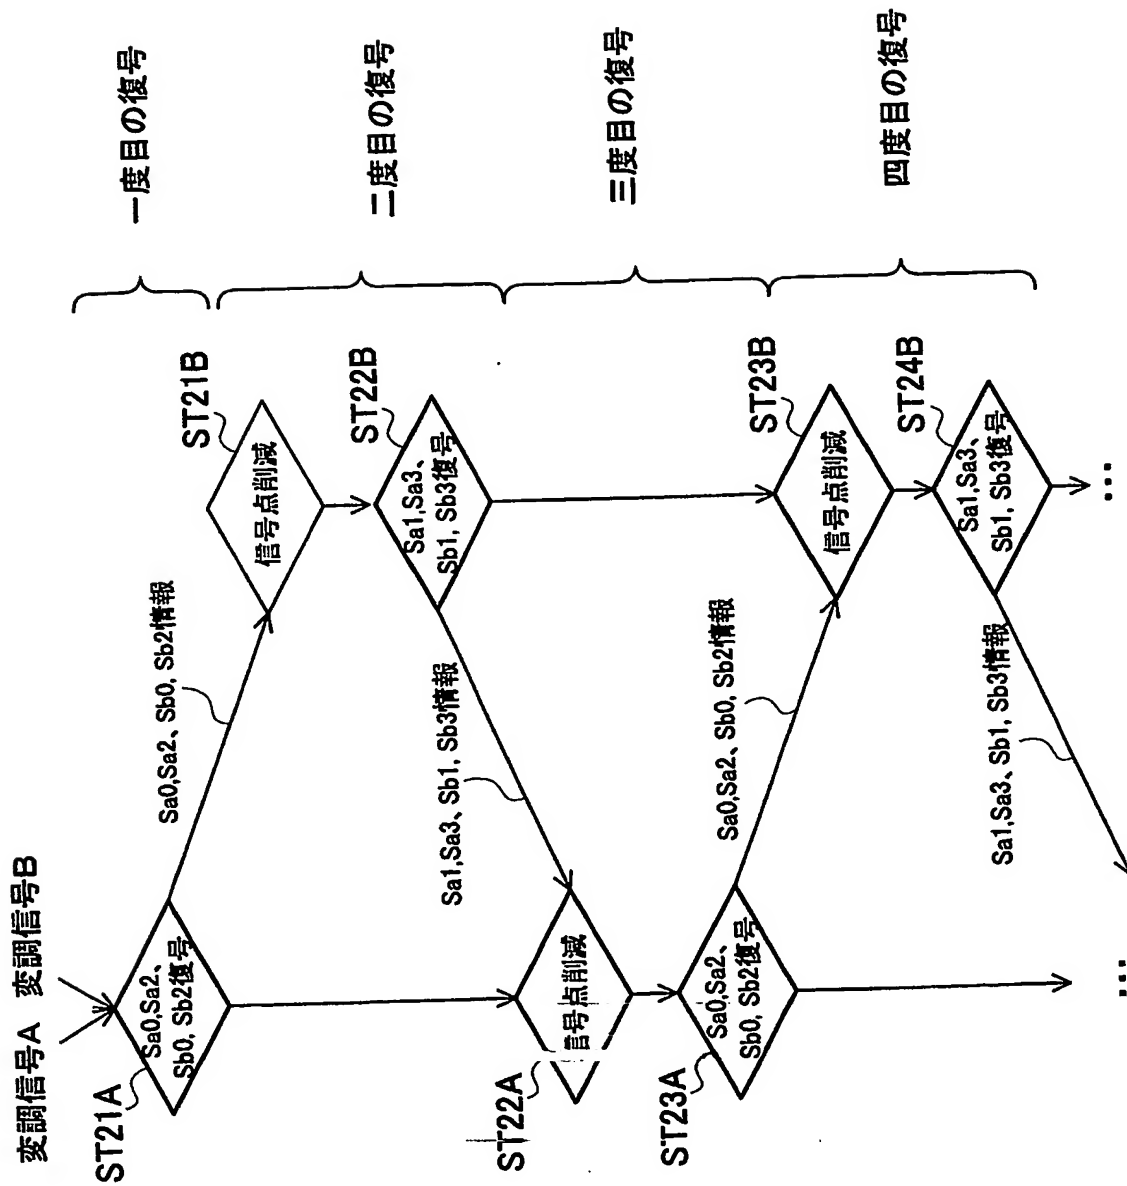 変調信号A 変調信号B
一度目の復号
ST21A
Sa0,Sa2、
Sb0, Sb2復号
Sa0,Sa2、Sb0, Sb2情報
ST21B
信号点削減
二度目の復号
ST22B
Sa1,Sa3、
Sb1, Sb3復号
Sa1,Sa3、Sb1, Sb3情報
三度目の復号
ST22A
信号点削減
ST23A
Sa0,Sa2、
Sb0, Sb2復号
Sa0,Sa2、Sb0, Sb2情報
ST23B
信号点削減
四度目の復号
ST24B
Sa1,Sa3、
Sb1, Sb3復号
Sa1,Sa3、Sb1, Sb3情報
...
...